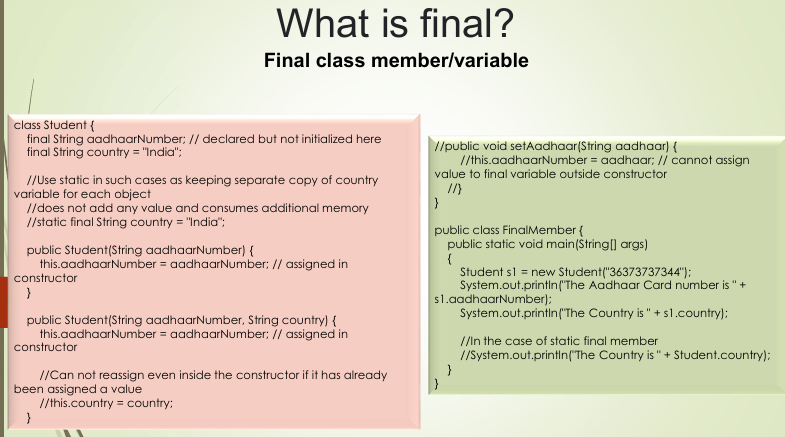 What is final?
Final class member/variable
class Student {
final String aadhaarNumber; // declared but not initialized here
final String country = "India";
//Use static in such cases as keeping separate copy of country
variable for each object
//does not add any value and consumes additional memory
//static final String country = "India";
public Student(String aadhaarNumber) {
this.aadhaarNumber = aadhaarNumber; // assigned in
constructor
}
public Student(String aadhaarNumber, String country) {
this.aadhaarNumber = aadhaarNumber; // assigned in
constructor
//Can not reassign even inside the constructor if it has already
been assigned a value
//this.country = country;
}
//public void setAadhaar(String aadhaar) {
//this.aadhaarNumber = aadhaar; // cannot assign
value to final variable outside constructor
//}
}
public class FinalMember {
public static void main(String[] args)
{
Student s1 = new Student("36373737344");
System.out.println("The Aadhaar Card number is " +
s1.aadhaarNumber);
System.out.println("The Country is " + s1.country);
//In the case of static final member
//System.out.println("The Country is " + Student.country);
}
}